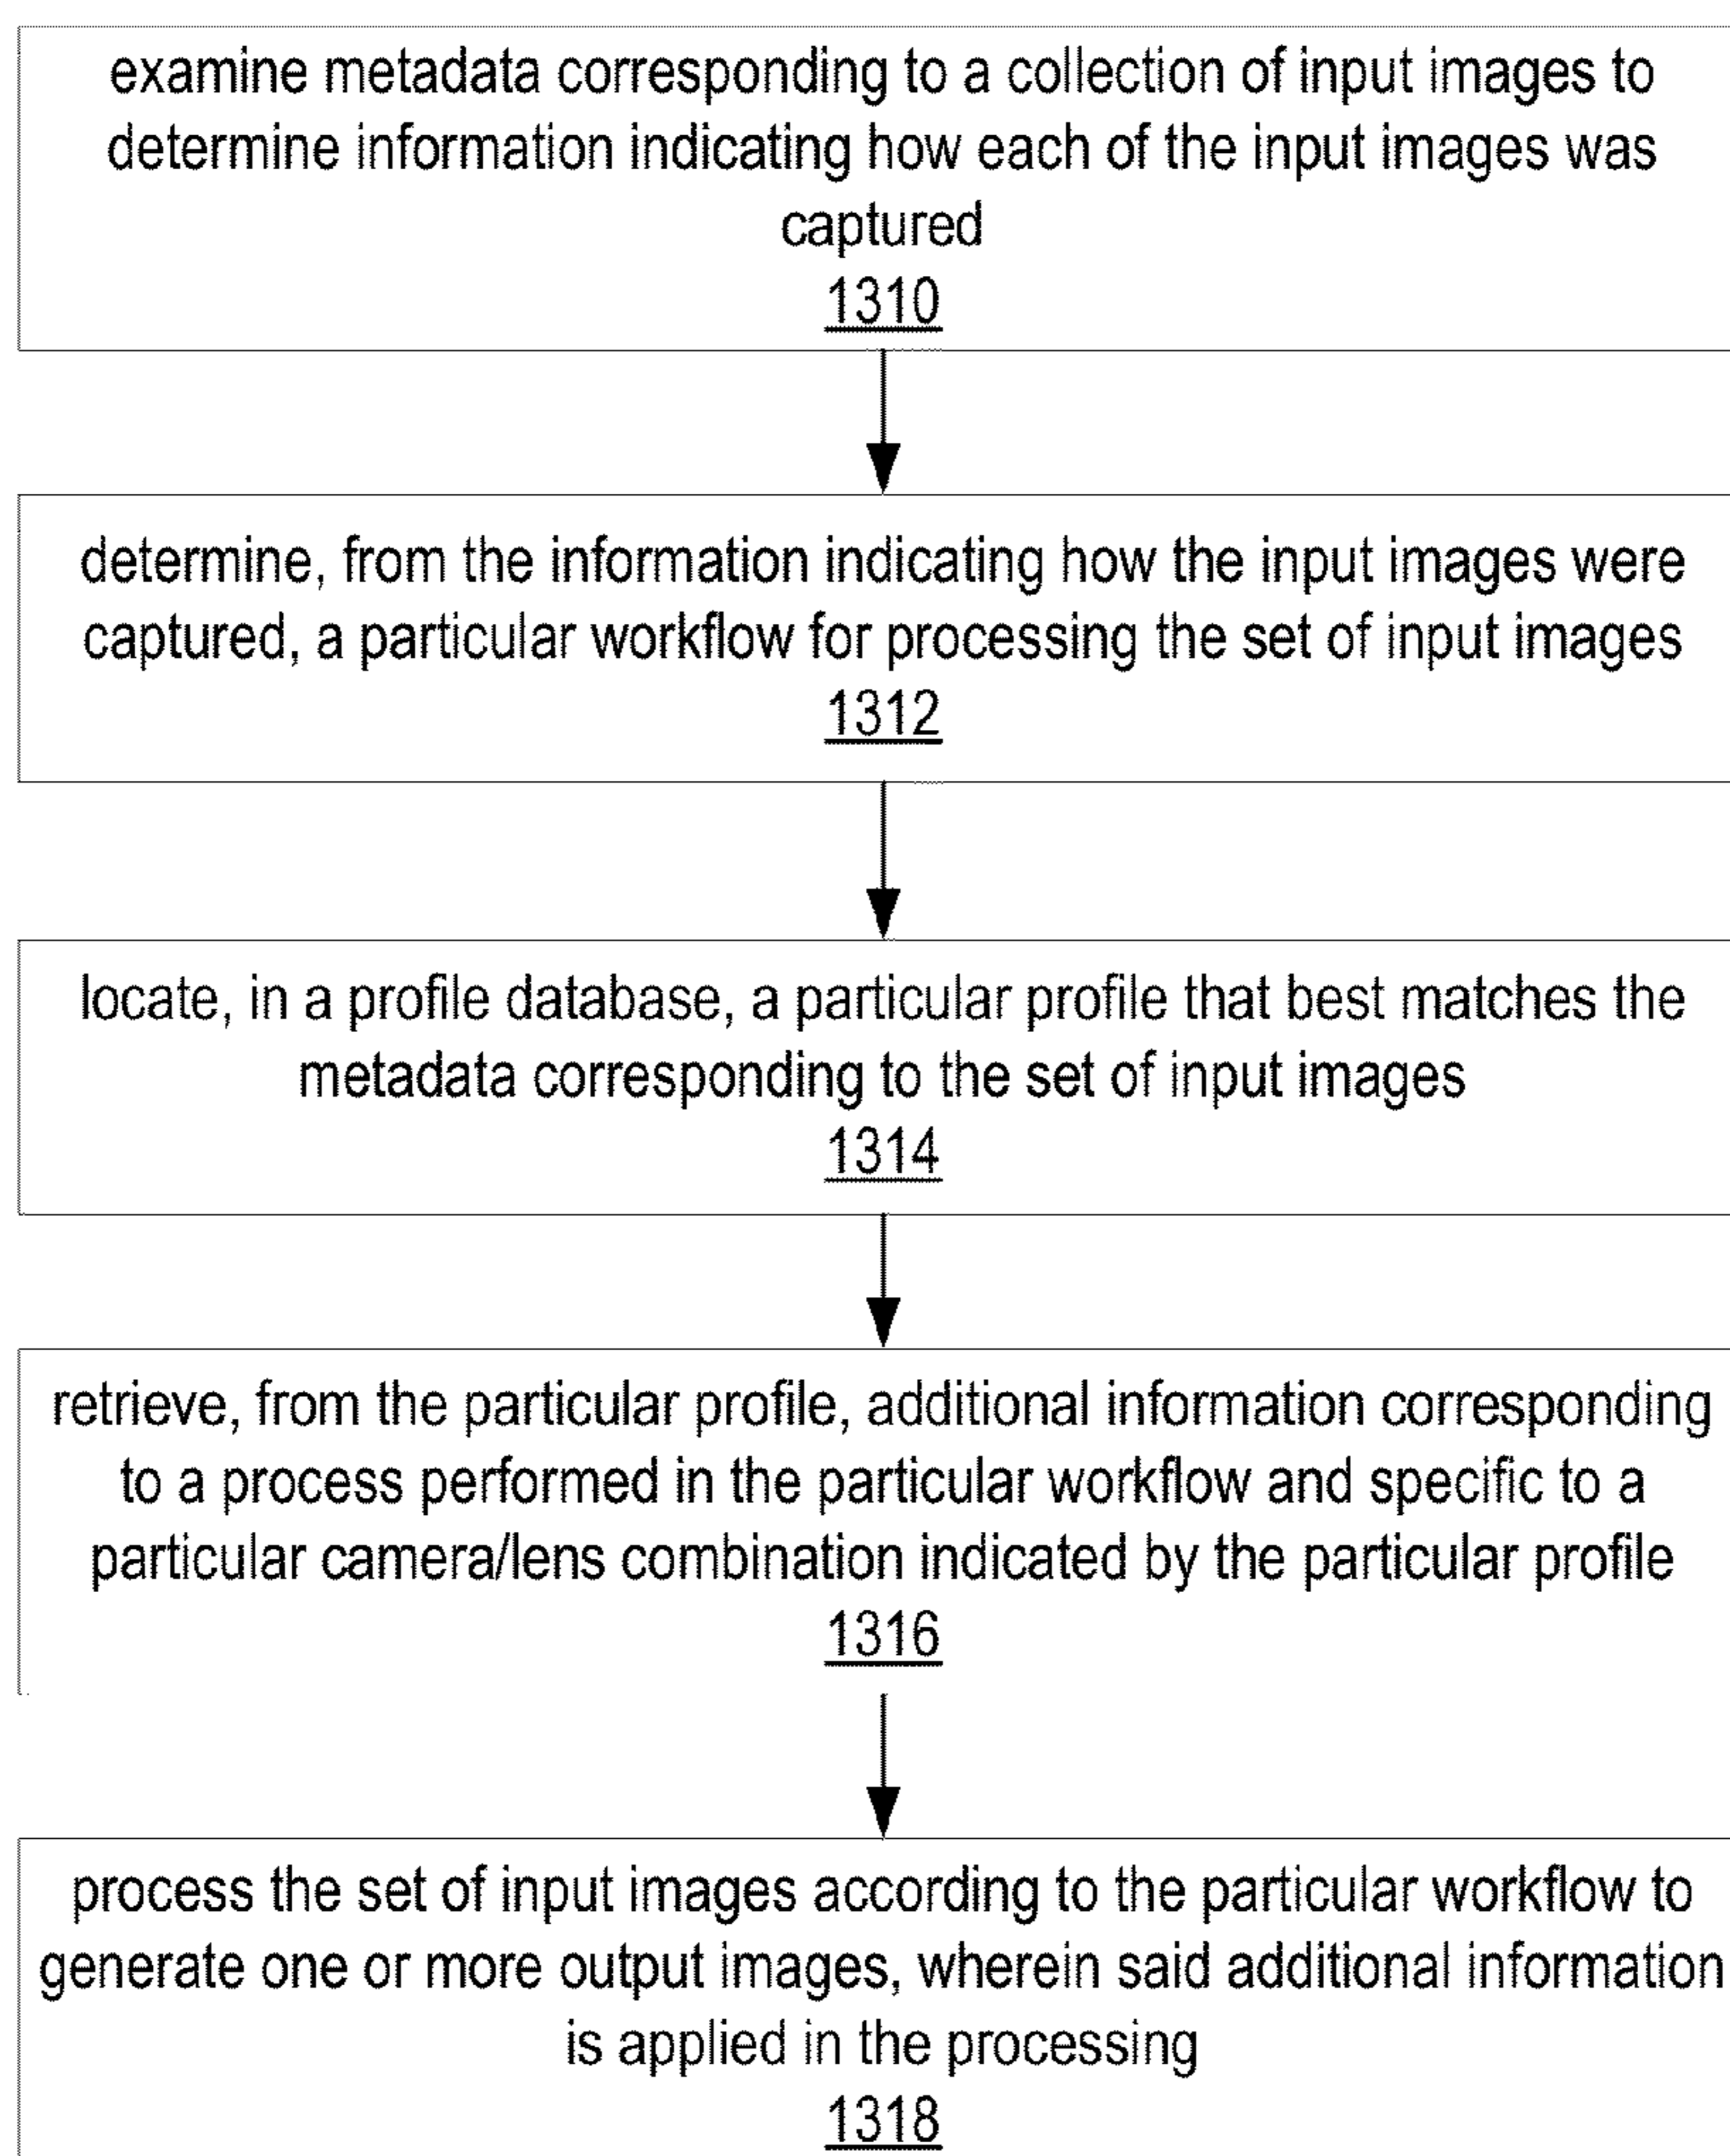 examine metadata corresponding to a collection of input images to
determine information indicating how each of the input images was
captured
1310
determine, from the information indicating how the input images were
captured, a particular workflow for processing the set of input images
1312
locate, in a profile database, a particular profile that best matches the
metadata corresponding to the set of input images
1314
retrieve, from the particular profile, additional information corresponding
to a process performed in the particular workflow and specific to a
particular camera/lens combination indicated by the particular profile
1316
process the set of input images according to the particular workflow to
generate one or more output images, wherein said additional information
is applied in the processing
1318